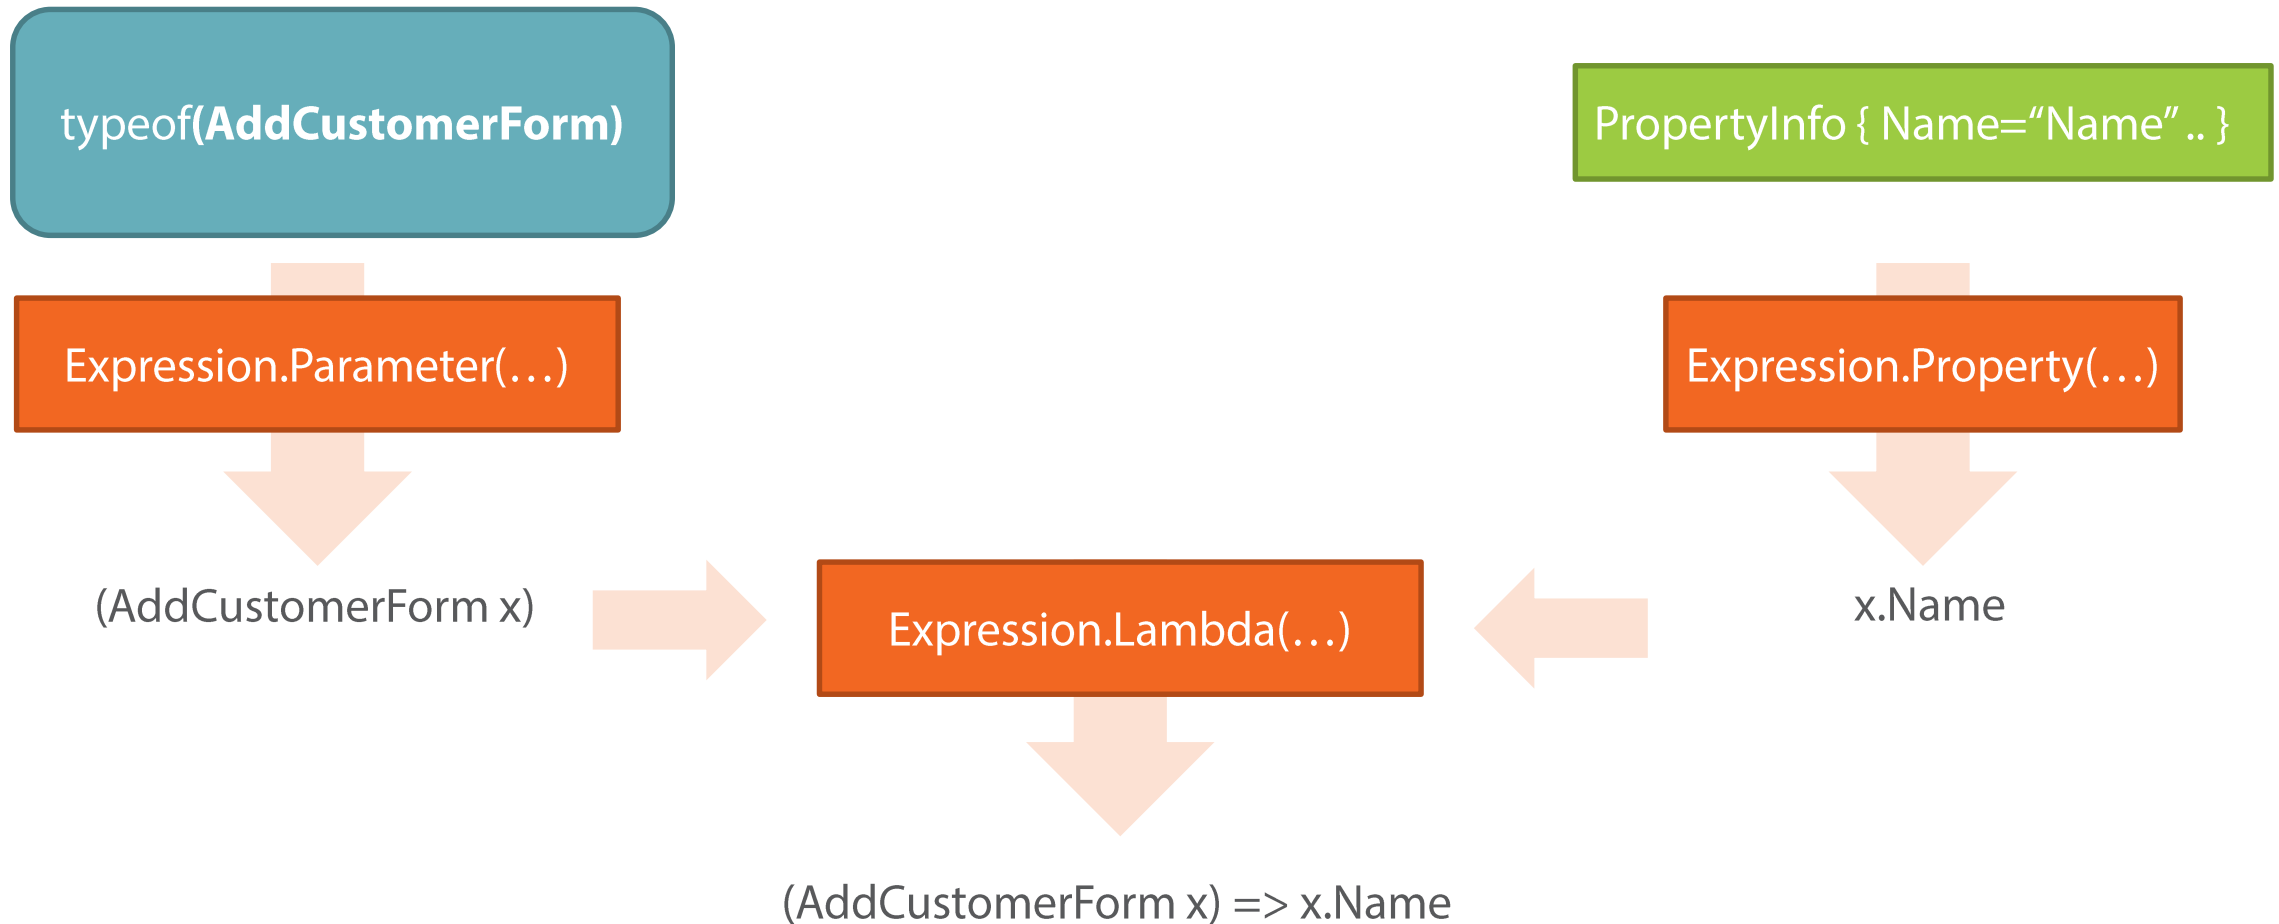 typeof(AddCustomerForm)
PropertyInfo { Name=“Name” .. }
Expression.Parameter(…)
Expression.Property(…)
(AddCustomerForm x)
Expression.Lambda(…)
x.Name
(AddCustomerForm x) => x.Name